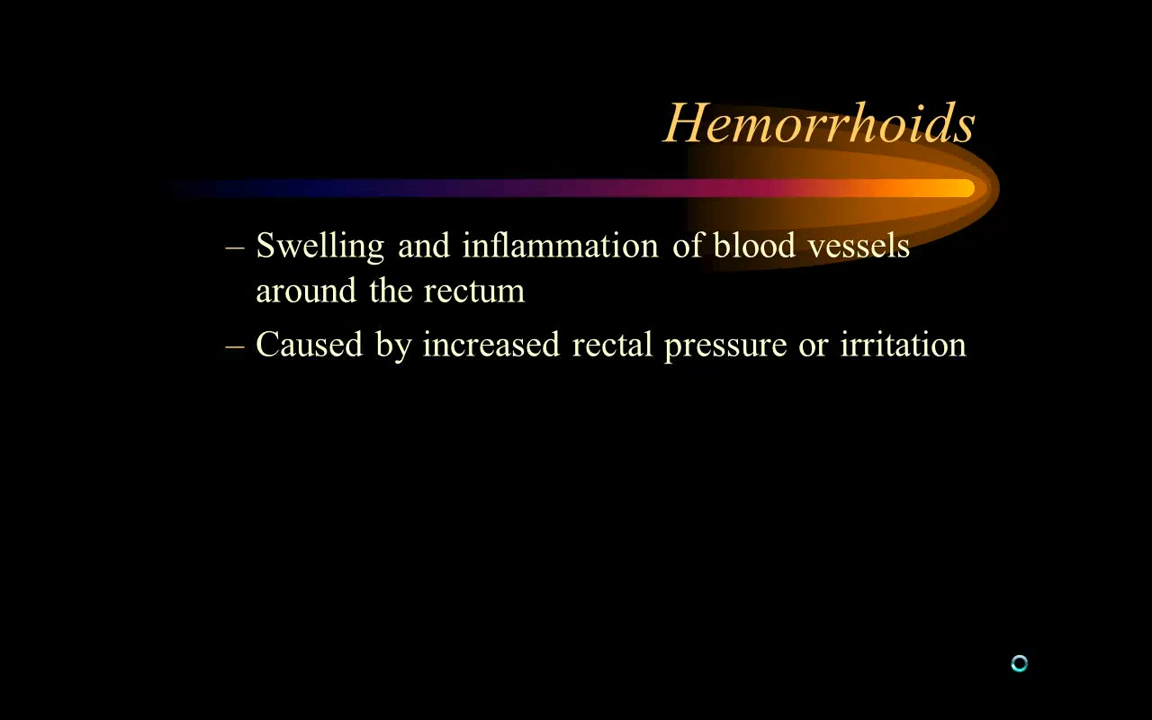 Hemorrhoids
– Swelling and inflammation of blood vessels
around the rectum
– Caused by increased rectal pressure or irritation